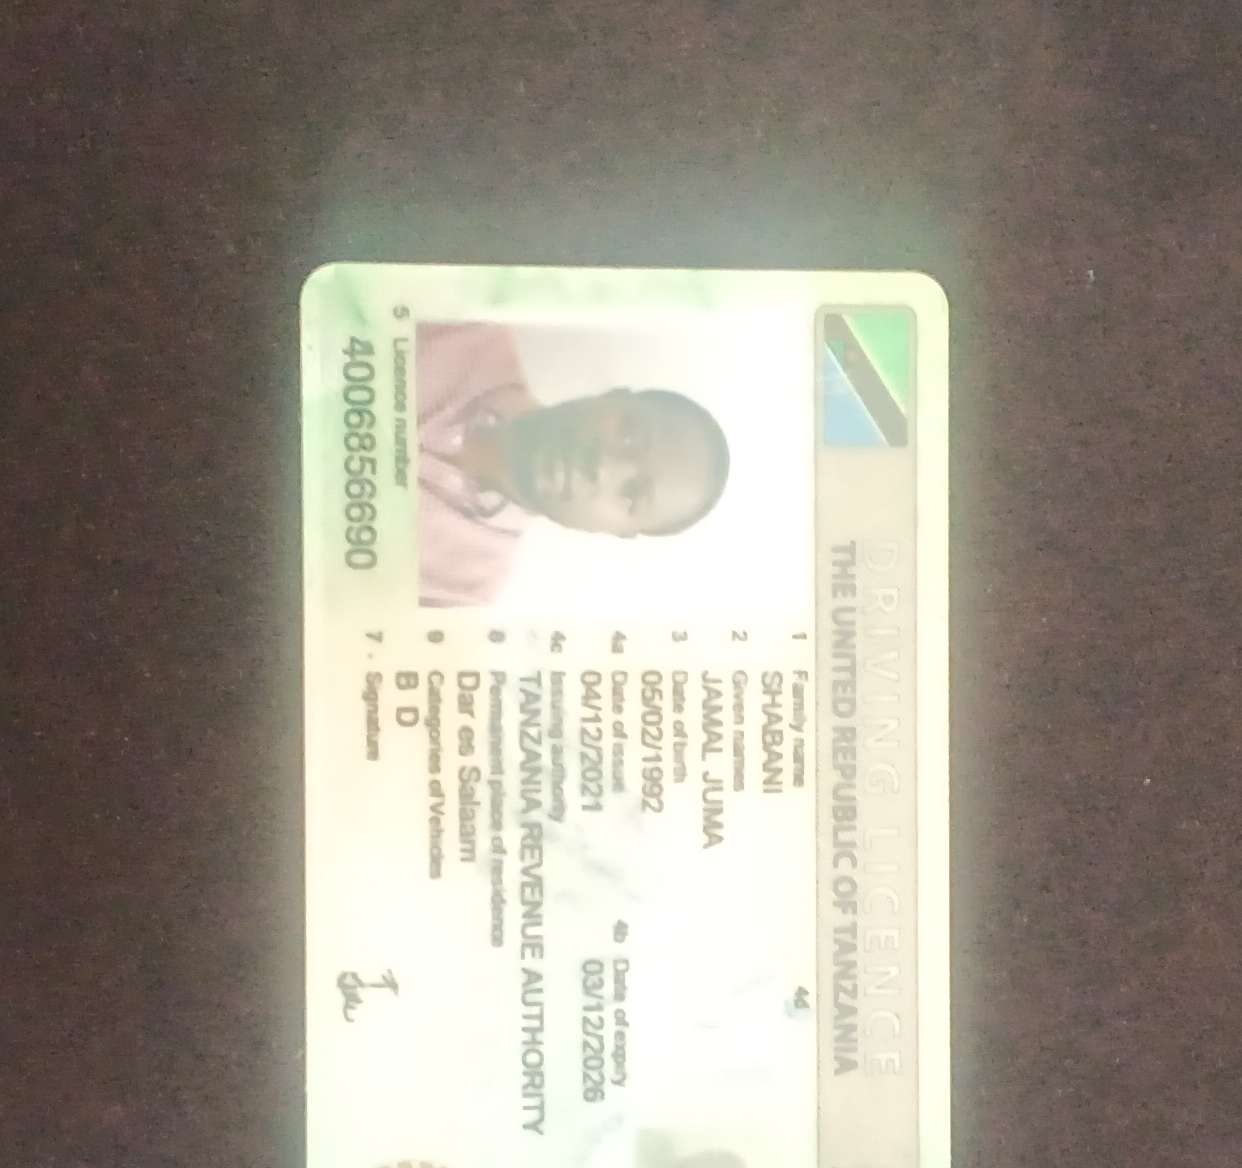 DRIVING LICENCE
THE UNITED REPUBLIC OF TANZANIA
1 Family name 4d
SHABANI
2 Given names
JAMAL JUMA
3 Date of birth
05/02/1992
4a Date of issue 4b Date of expiry
04/12/2021 03/12/2026
4c Issuing authority
TANZANIA REVENUE AUTHORITY
8 Permanent place of residence
Dar es Salaam
9 Categories of Vehicles
B D
5 Licence number 7. Signature
4006856690